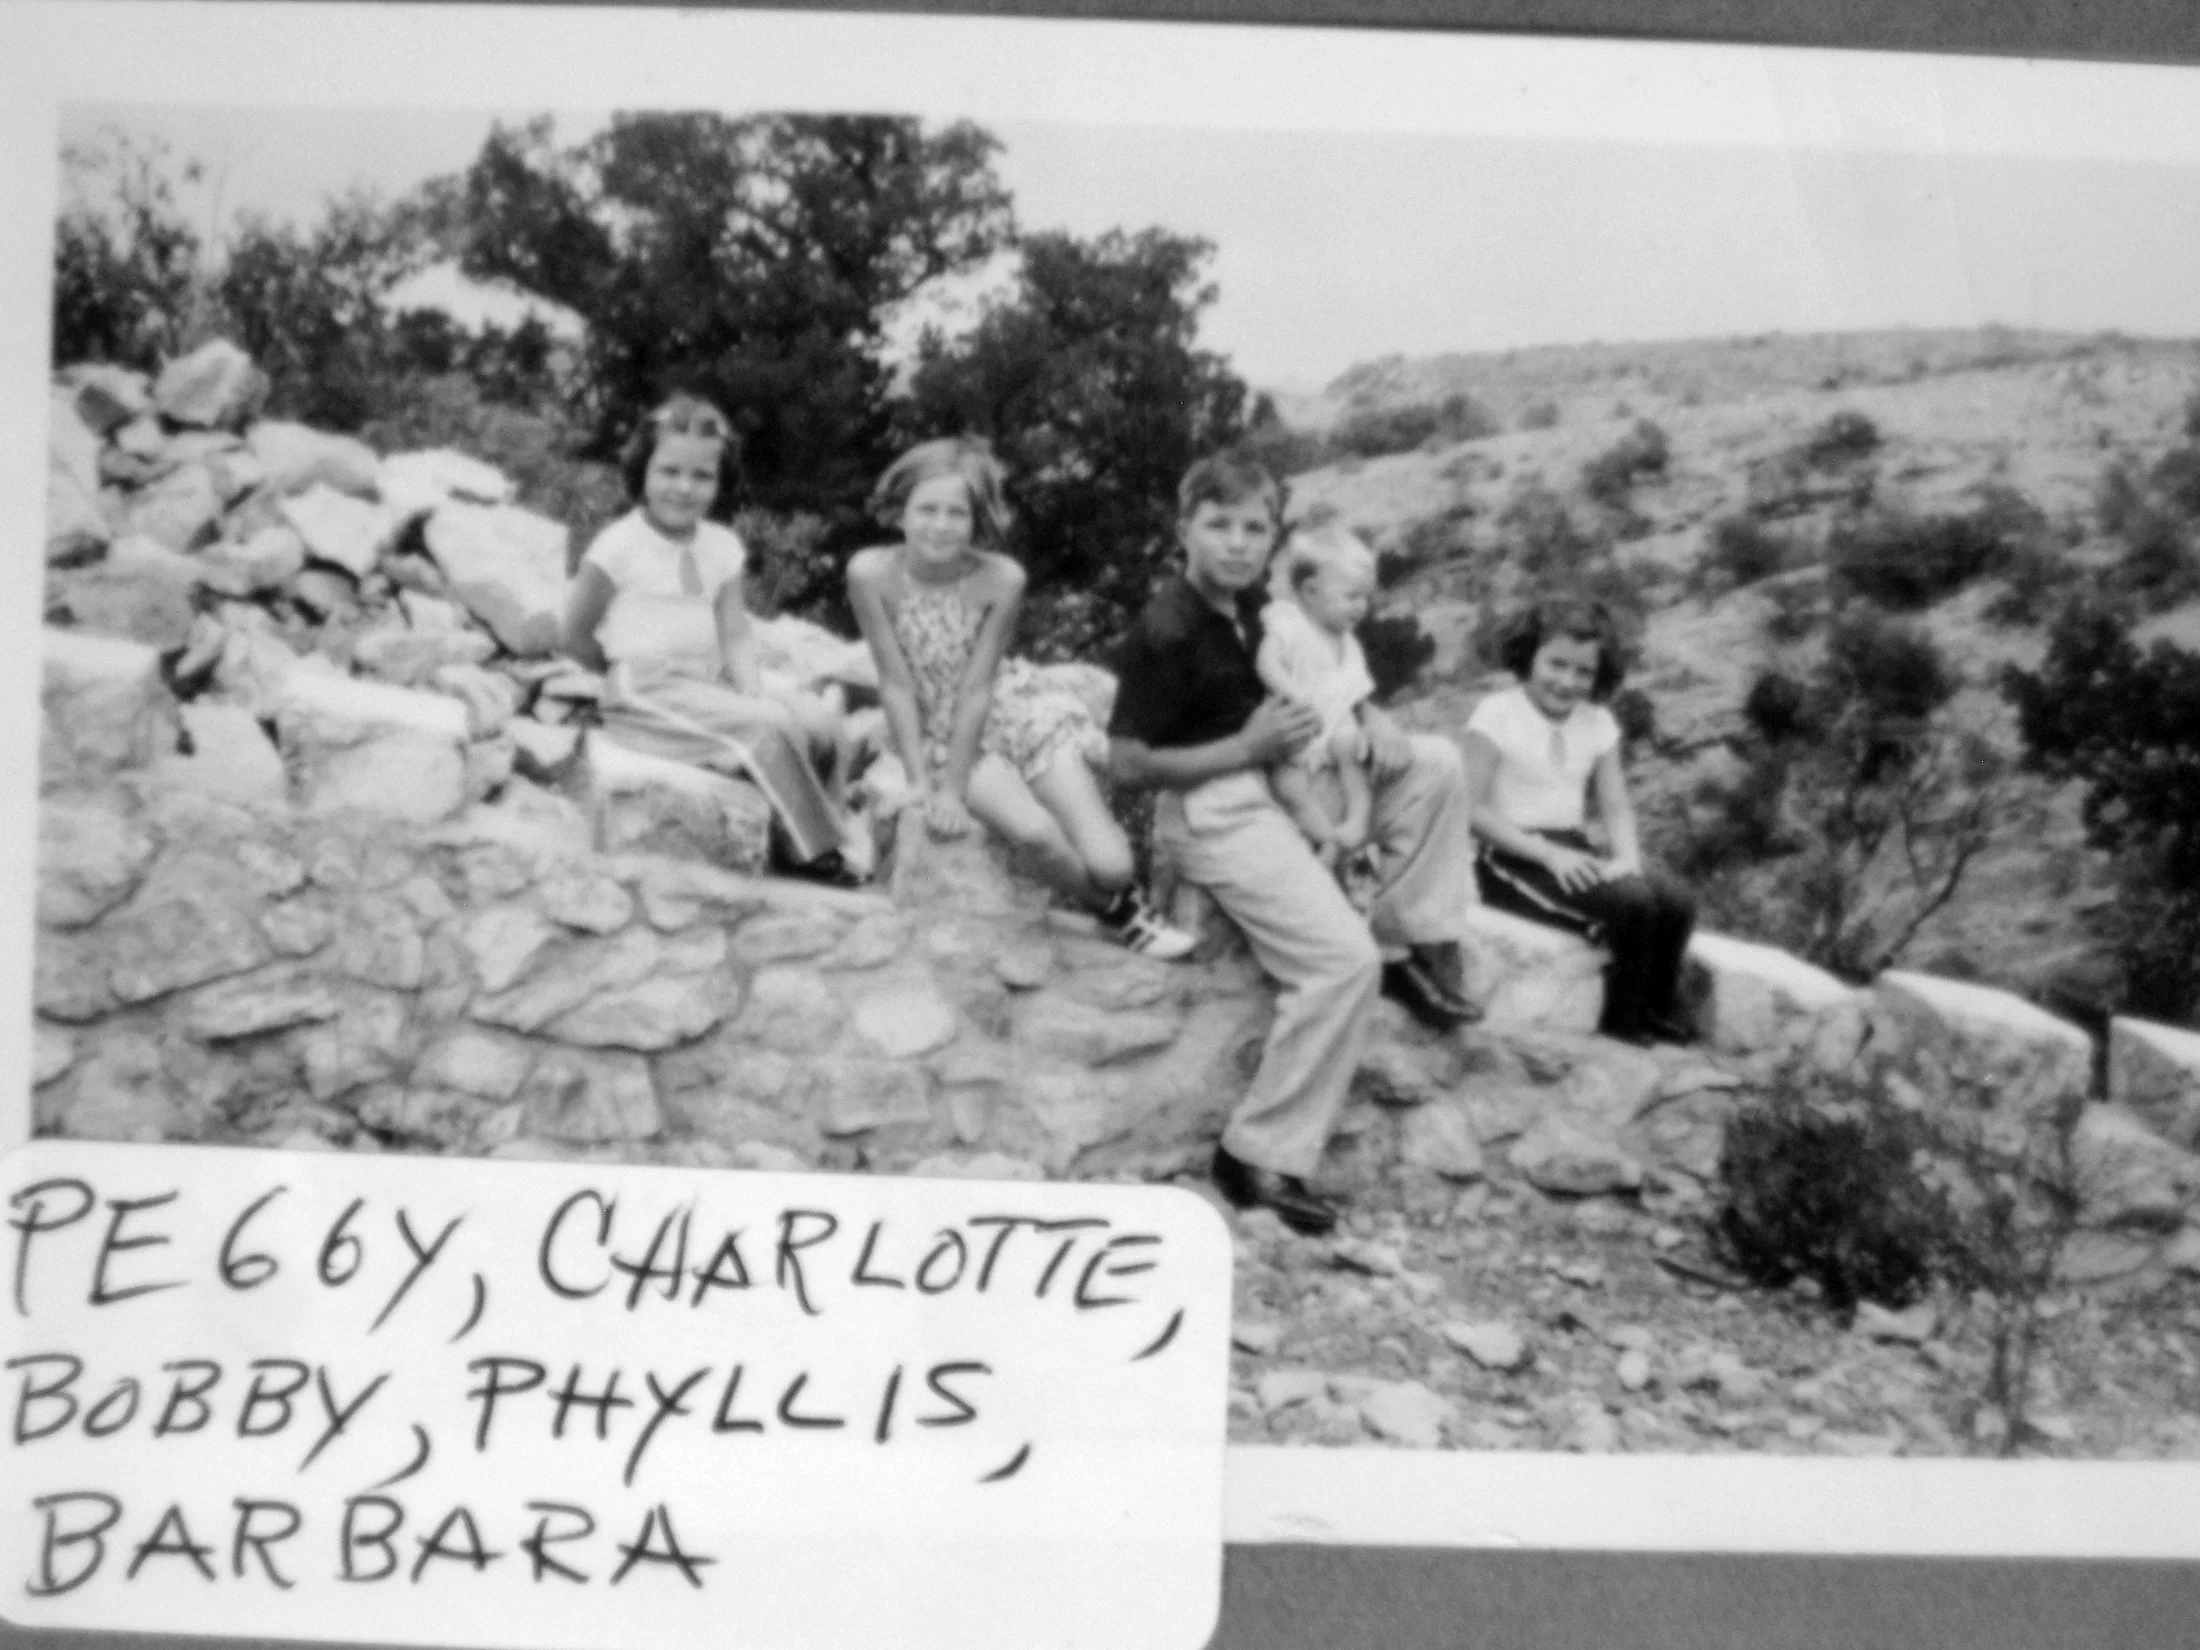 PEGGY, CHARLOTTE,
BOBBY, PHYLLIS,
BARBARA